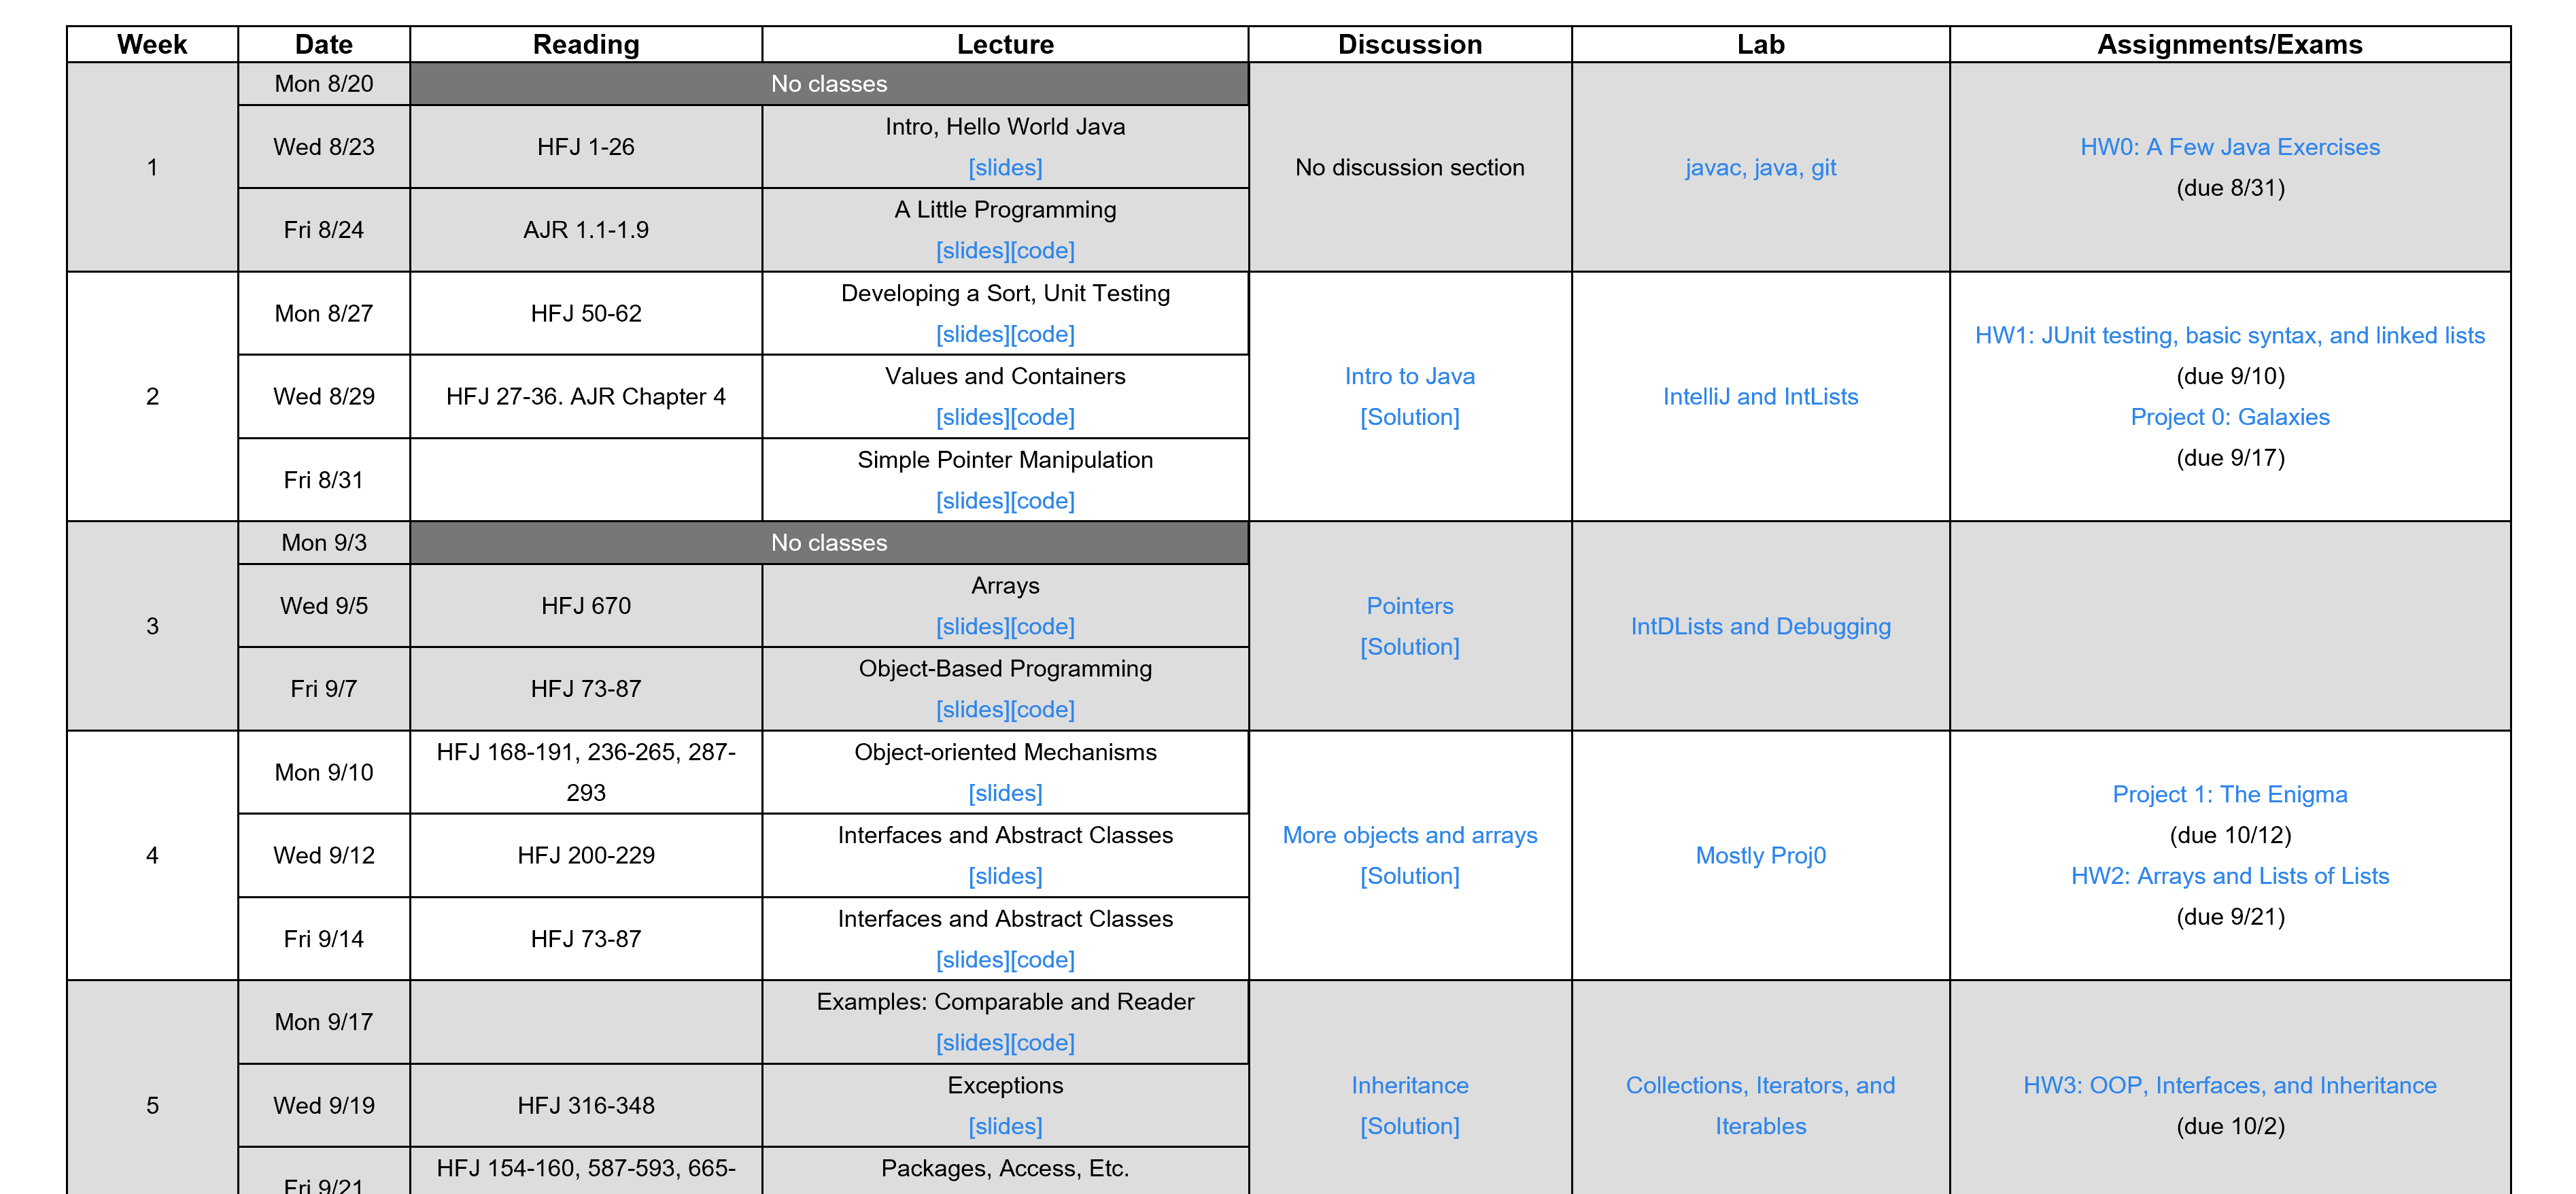 Week Date Reading Lecture Discussion Lab Assignments/Exams
1
Mon 8/20 No classes
Wed 8/23 HFJ 1-26 Intro, Hello World Java
[slides]
Fri 8/24 AJR 1.1-1.9 A Little Programming
[slides][code]
No discussion section
javac, java, git
HW0: A Few Java Exercises
(due 8/31)
2
Mon 8/27 HFJ 50-62 Developing a Sort, Unit Testing
[slides][code]
Wed 8/29 HFJ 27-36. AJR Chapter 4 Values and Containers
[slides][code]
Fri 8/31 Simple Pointer Manipulation
[slides][code]
Intro to Java
[Solution]
IntelliJ and IntLists
HW1: JUnit testing, basic syntax, and linked lists
(due 9/10)
Project 0: Galaxies
(due 9/17)
3
Mon 9/3 No classes
Wed 9/5 HFJ 670 Arrays
[slides][code]
Fri 9/7 HFJ 73-87 Object-Based Programming
[slides][code]
Pointers
[Solution]
IntDLists and Debugging
4
Mon 9/10
HFJ 168-191, 236-265, 287-
293
Object-oriented Mechanisms
[slides]
Wed 9/12 HFJ 200-229 Interfaces and Abstract Classes
[slides]
Fri 9/14 HFJ 73-87 Interfaces and Abstract Classes
[slides][code]
More objects and arrays
[Solution]
Mostly Proj0
Project 1: The Enigma
(due 10/12)
HW2: Arrays and Lists of Lists
(due 9/21)
5
Mon 9/17 Examples: Comparable and Reader
[slides][code]
Wed 9/19 HFJ 316-348 Exceptions
[slides]
Fri 9/21
HFJ 154-160, 587-593, 665-
Packages, Access, Etc.
Inheritance
[Solution]
Collections, Iterators, and
Iterables
HW3: OOP, Interfaces, and Inheritance
(due 10/2)